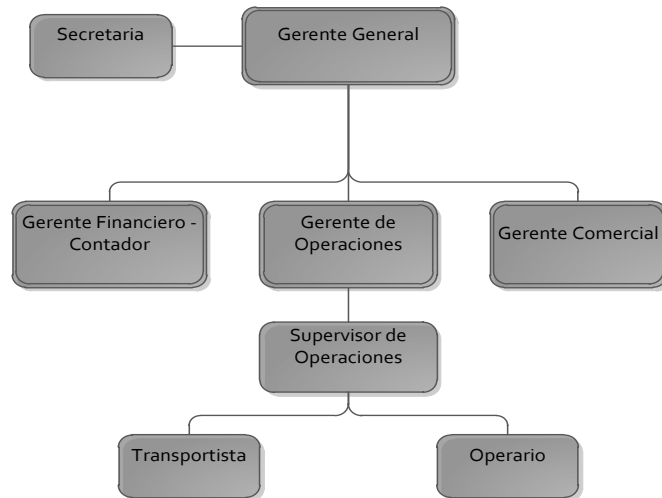 Secretaria
Gerente General
Gerente Financiero -
Contador
Gerente de
Operaciones
Gerente Comercial
Supervisor de
Operaciones
Transportista
Operario